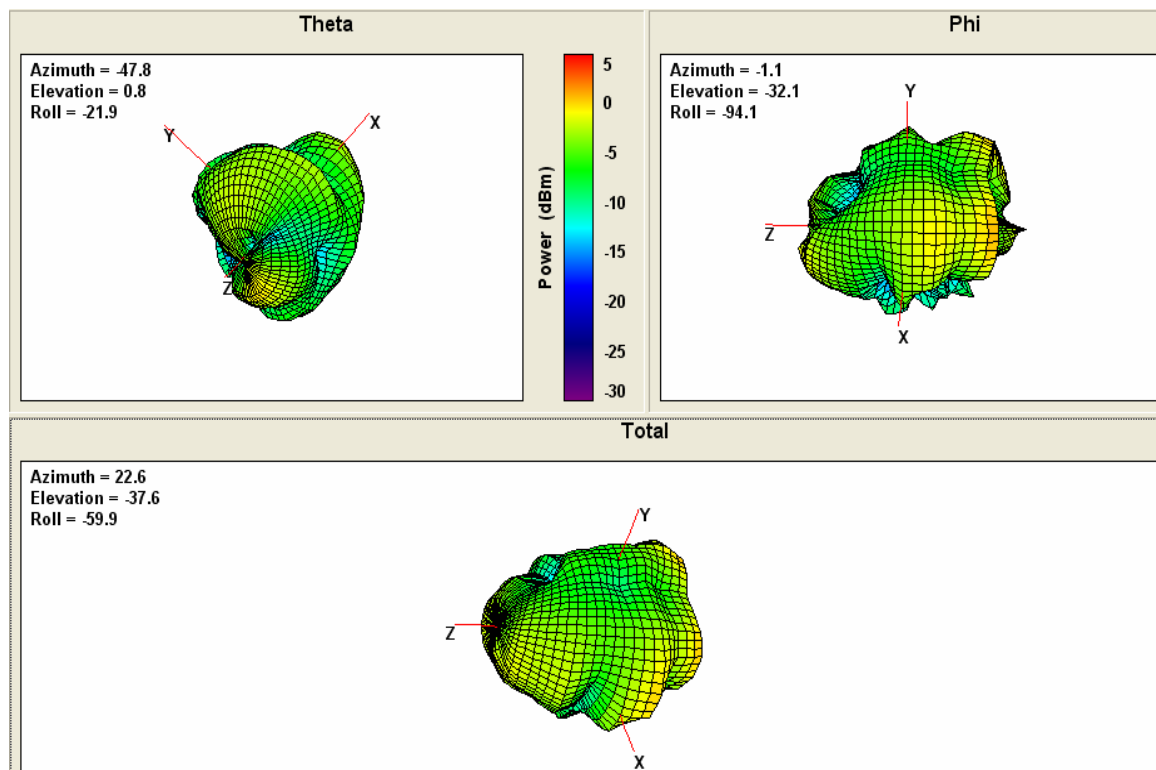 Theta
Azimuth = -47.8
Elevation = 0.8
Roll = -21.9
Y
X
Z
Power (dBm)
5
0
-5
-10
-15
-20
-25
-30
Phi
Azimuth = -1.1
Elevation = -32.1
Roll = -94.1
Y
Z
X
Total
Azimuth = 22.6
Elevation = -37.6
Roll = -59.9
Y
Z
X